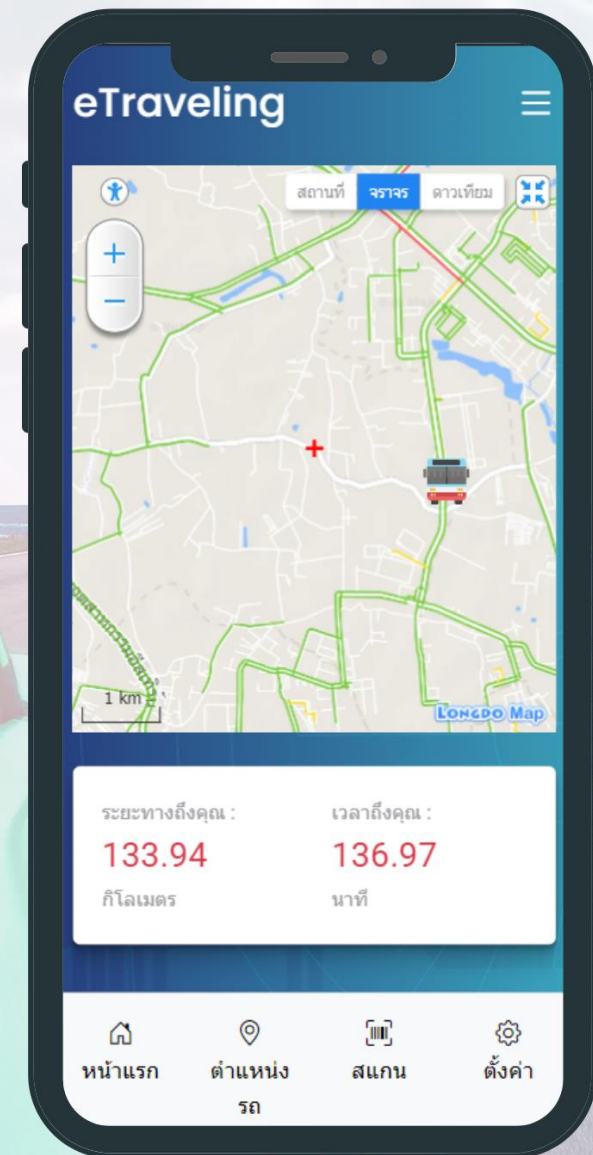 eTraveling
สถานที่ จราจร ดาวเทียม
+
−
1 km
LONGDO Map
ระยะทางถึงคุณ : เวลาถึงคุณ :
133.94 136.97
กิโลเมตร นาที
หน้าแรก ตำแหน่ง สแกน ตั้งค่า
รถ